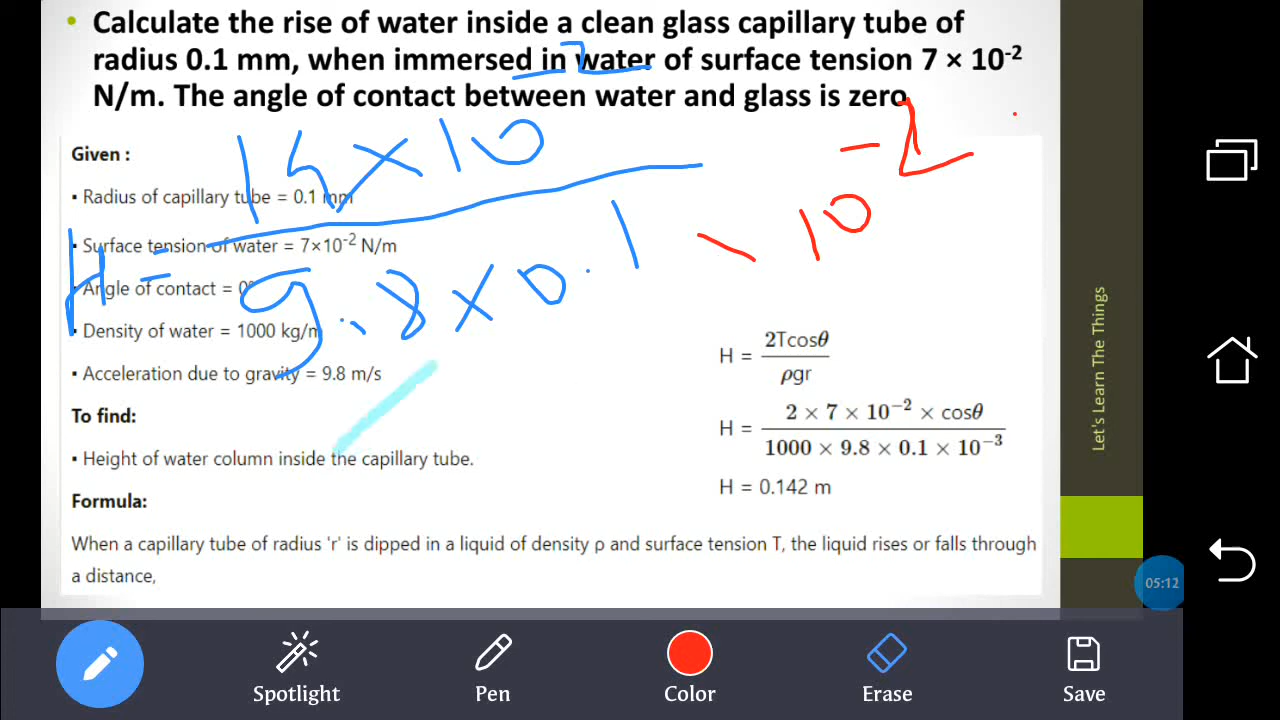 • Calculate the rise of water inside a clean glass capillary tube of
radius 0.1 mm, when immersed in water of surface tension 7 × 10⁻²
N/m. The angle of contact between water and glass is zero.
Given :
▪ Radius of capillary tube = 0.1 mm
▪ Surface tension of water = 7×10⁻² N/m
▪ Angle of contact = 0
▪ Density of water = 1000 kg/m
▪ Acceleration due to gravity = 9.8 m/s
To find:
▪ Height of water column inside the capillary tube.
Formula:
When a capillary tube of radius 'r' is dipped in a liquid of density ρ and surface tension T, the liquid rises or falls through
a distance,
H = 2Tcosθ / ρgr
H = 2 × 7 × 10⁻² × cosθ / 1000 × 9.8 × 0.1 × 10⁻³
H = 0.142 m
14 × 10⁻²
H =
9.8 × 0.1
10⁻²
Let's Learn The Things
05:12
Spotlight
Pen
Color
Erase
Save